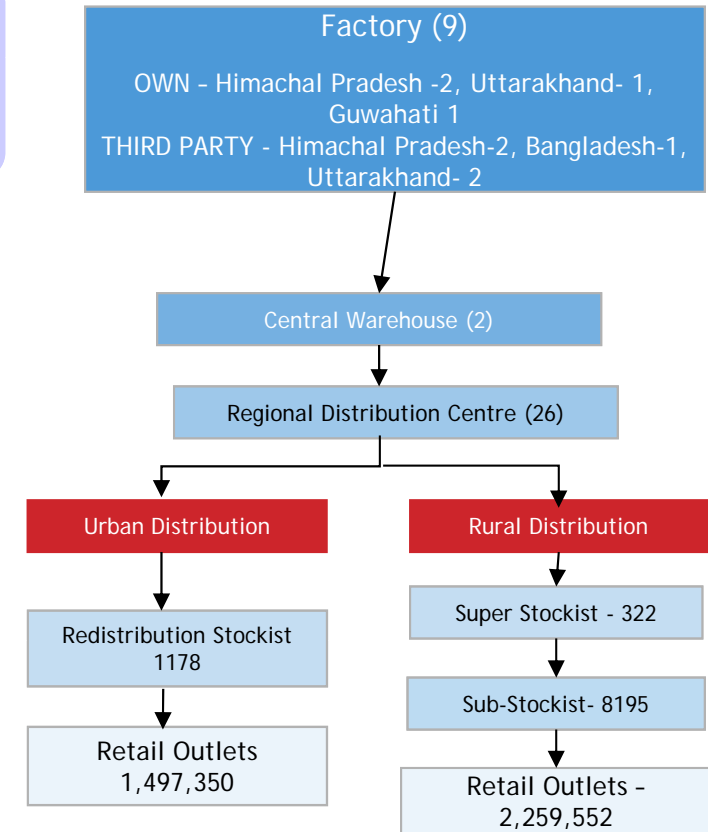 Factory (9)
OWN – Himachal Pradesh -2, Uttarakhand- 1,
Guwahati 1
THIRD PARTY - Himachal Pradesh-2, Bangladesh-1,
Uttarakhand- 2
Central Warehouse (2)
Regional Distribution Centre (26)
Urban Distribution
Rural Distribution
Redistribution Stockist
1178
Super Stockist - 322
Sub-Stockist- 8195
Retail Outlets
1,497,350
Retail Outlets –
2,259,552